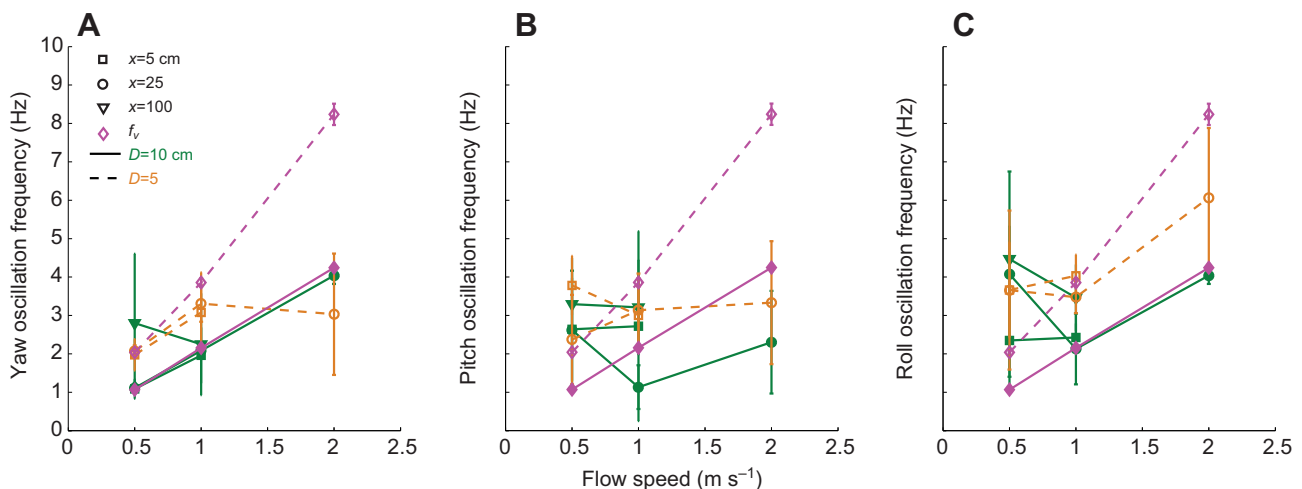 A
B
C
Yaw oscillation frequency (Hz)
10
9
8
7
6
5
4
3
2
1
0
x=5 cm
x=25
x=100
fv
D=10 cm
D=5
0
0.5
1
1.5
2
2.5
Pitch oscillation frequency (Hz)
0
0.5
1
1.5
2
2.5
Roll oscillation frequency (Hz)
0
0.5
1
1.5
2
2.5
Flow speed (m s⁻¹)